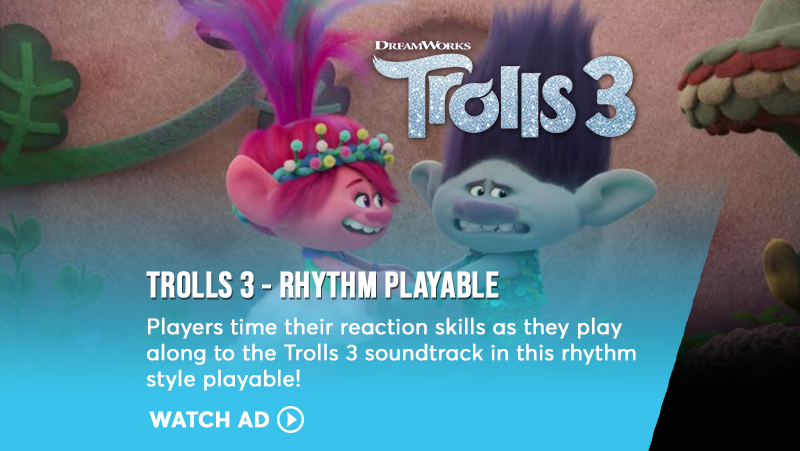 DREAMWORKS
Trolls 3
TROLLS 3 - RHYTHM PLAYABLE
Players time their reaction skills as they play
along to the Trolls 3 soundtrack in this rhythm
style playable!
WATCH AD